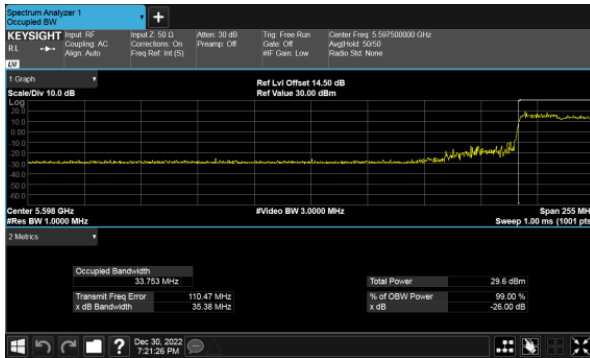 Spectrum Analyzer 1
Occupied BW
+
KEYSIGHT
RL
Input: RF
Coupling: AC
Align: Auto
Input Z: 50 Ω
Corrections: On
Freq Ref: Int (S)
Atten: 30 dB
Preamp: Off
Trig: Free Run
Gate: Off
#IF Gain: Low
Center Freq: 5.597500000 GHz
Avg|Hold: 50/50
Radio Std: None
LXI
1 Graph
Scale/Div 10.0 dB
Ref Lvl Offset 14.50 dB
Ref Value 30.00 dBm
Log
20.0
10.0
0.00
-10.0
-20.0
-30.0
-40.0
-50.0
-60.0
Center 5.598 GHz
#Res BW 1.0000 MHz
#Video BW 3.0000 MHz
Span 255 MH
Sweep 1.00 ms (1001 pts
2 Metrics
Occupied Bandwidth
33.753 MHz
Transmit Freq Error 110.47 MHz
x dB Bandwidth 35.38 MHz
Total Power 29.6 dBm
% of OBW Power 99.00 %
x dB -26.00 dB
?
Dec 30, 2022
7:21:26 PM